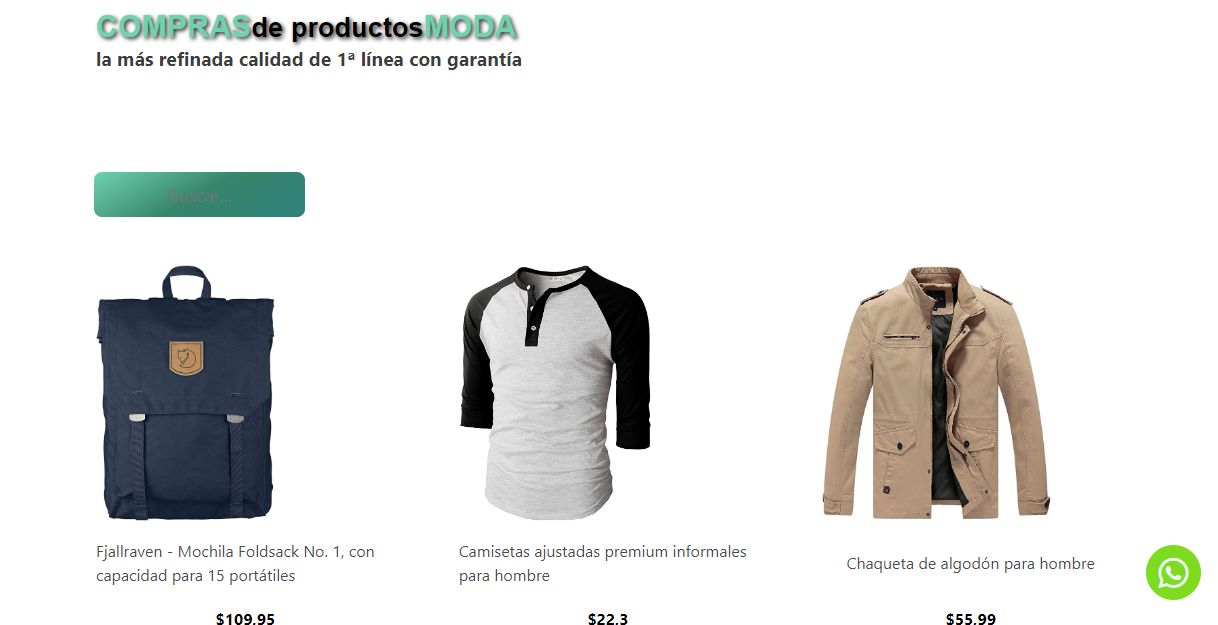 COMPRASde productosMODA
la más refinada calidad de 1ª línea con garantía
Buscar...
Fjallraven - Mochila Foldsack No. 1, con
capacidad para 15 portátiles
$109.95
Camisetas ajustadas premium informales
para hombre
$22.3
Chaqueta de algodón para hombre
$55.99